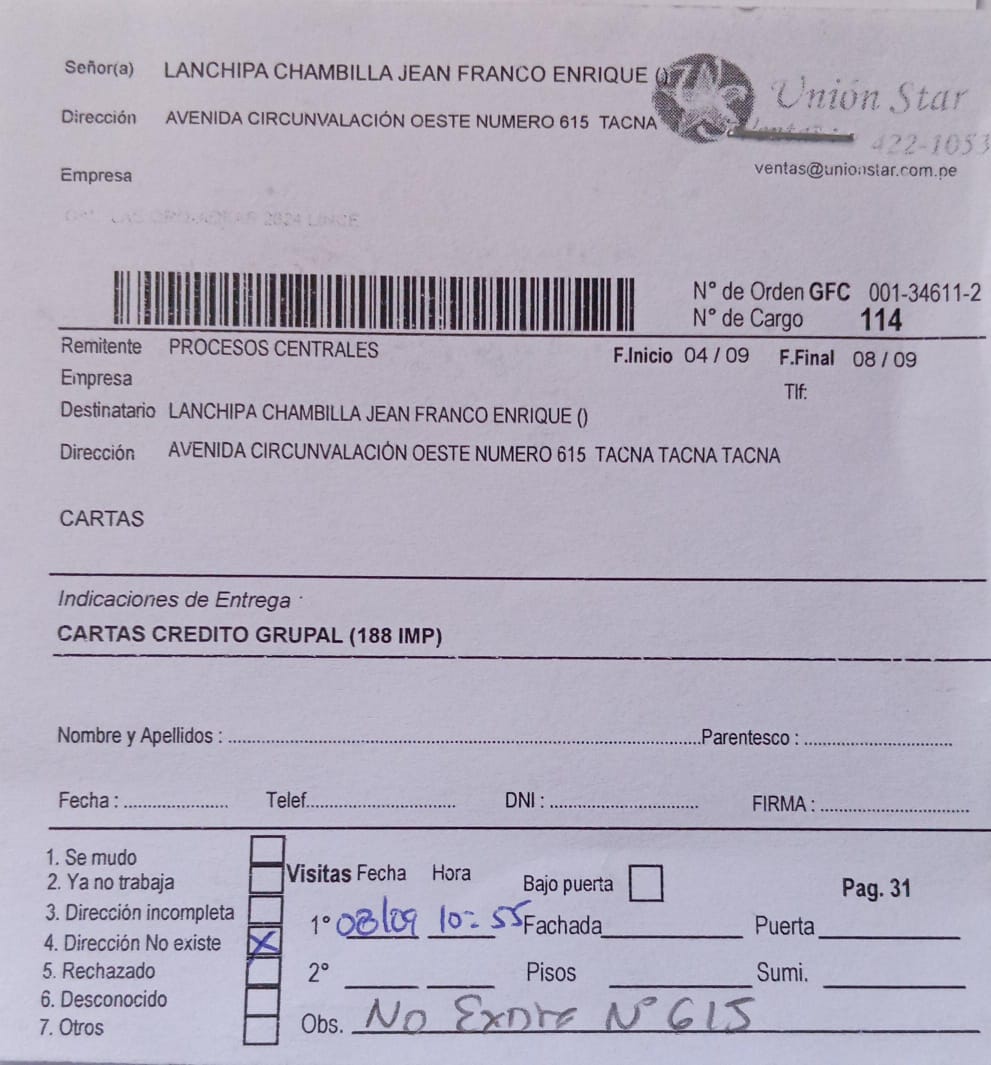 Señor(a) LANCHIPA CHAMBILLA JEAN FRANCO ENRIQUE ()
Unión Star
Dirección AVENIDA CIRCUNVALACIÓN OESTE NUMERO 615 TACNA
422-1053
ventas@unionstar.com.pe
Empresa
2024 LINCE
N° de Orden GFC 001-34611-2
N° de Cargo 114
Remitente PROCESOS CENTRALES
F.Inicio 04 / 09 F.Final 08 / 09
Empresa
Tlf:
Destinatario LANCHIPA CHAMBILLA JEAN FRANCO ENRIQUE ()
Dirección AVENIDA CIRCUNVALACIÓN OESTE NUMERO 615 TACNA TACNA TACNA
CARTAS
Indicaciones de Entrega
CARTAS CREDITO GRUPAL (188 IMP)
Nombre y Apellidos : Parentesco :
Fecha : Telef. DNI : FIRMA :
1. Se mudo
2. Ya no trabaja
3. Dirección incompleta
4. Dirección No existe X
5. Rechazado
6. Desconocido
7. Otros
Visitas Fecha Hora Bajo puerta Pag. 31
1° 08/09 10:55 Fachada Puerta
2° Pisos Sumi.
Obs. No Existe N° 615